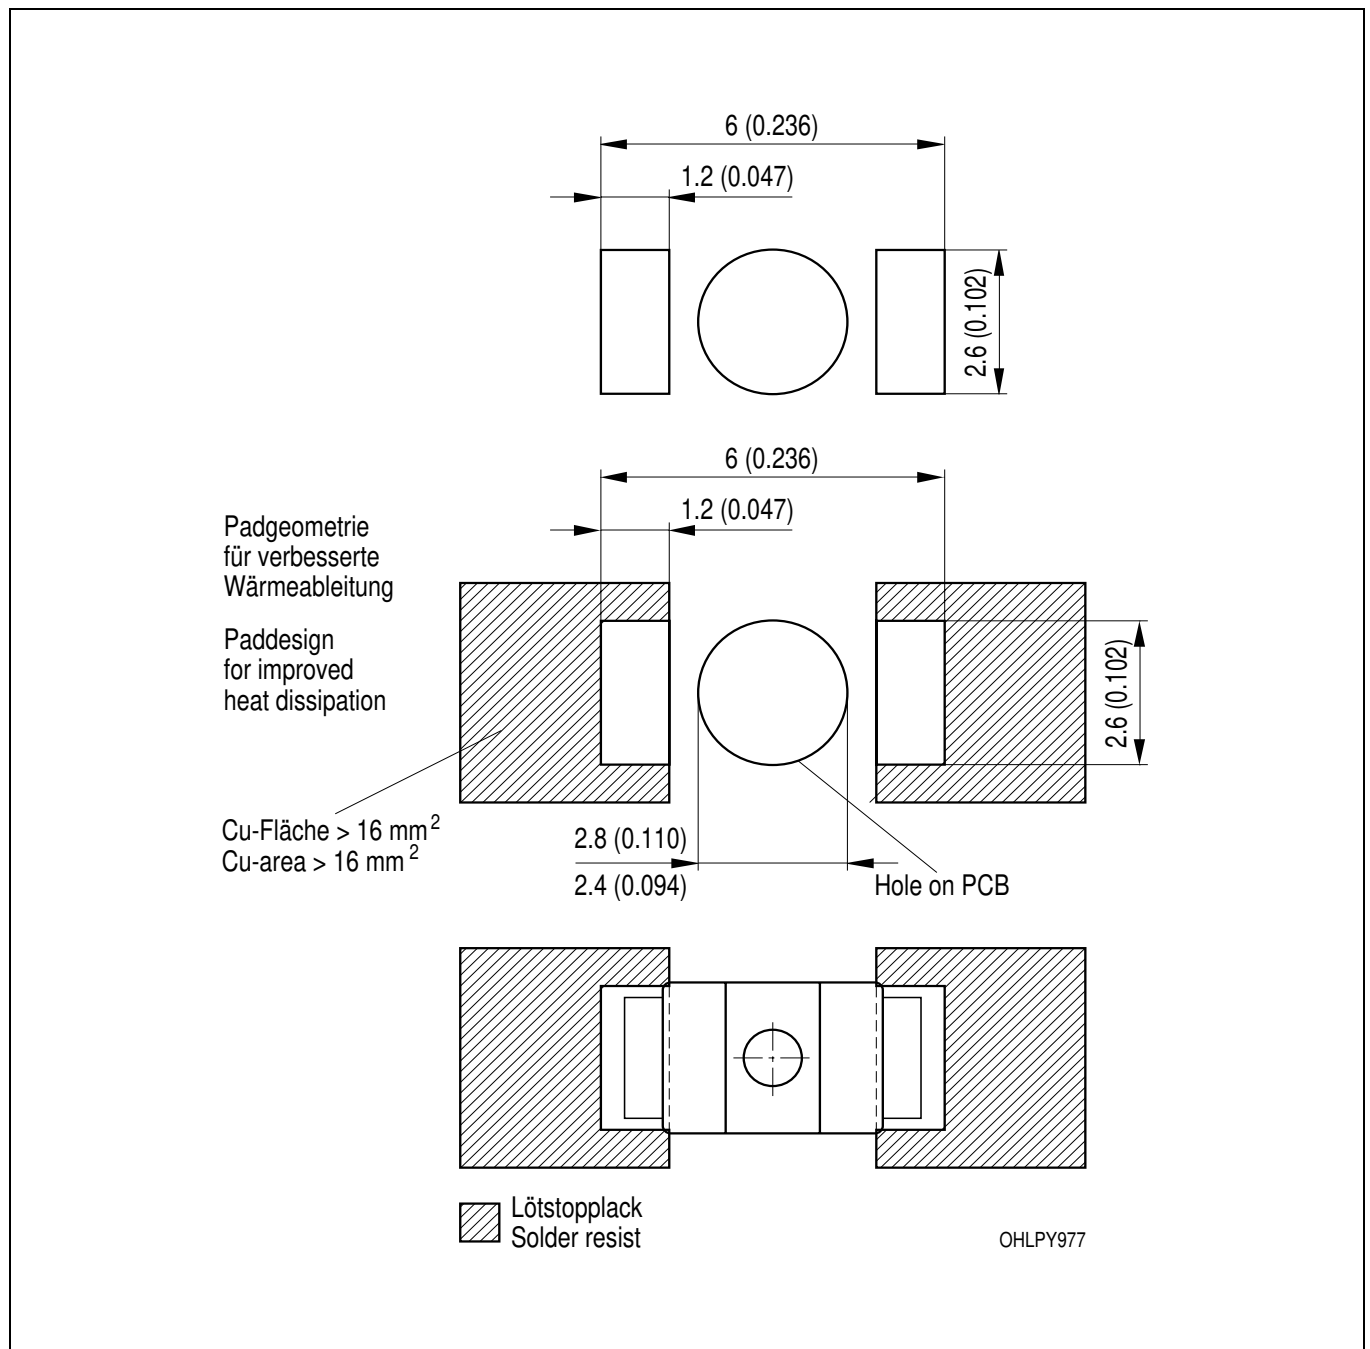 6 (0.236)
1.2 (0.047)
2.6 (0.102)
6 (0.236)
1.2 (0.047)
Padgeometrie
für verbesserte
Wärmeableitung
Paddesign
for improved
heat dissipation
2.6 (0.102)
Cu-Fläche > 16 mm²
Cu-area > 16 mm²
2.8 (0.110)
2.4 (0.094)
Hole on PCB
Lötstopplack
Solder resist
OHLPY977